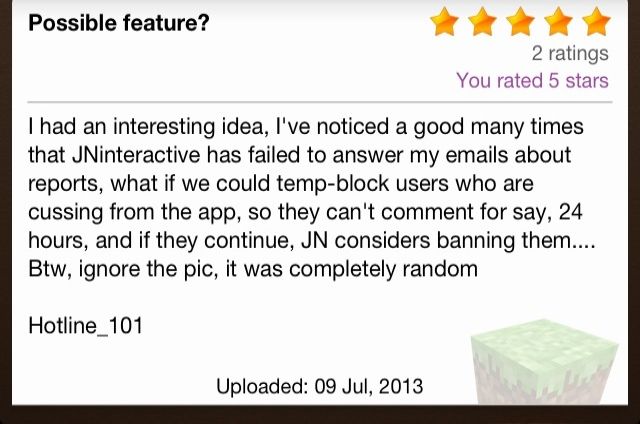 Possible feature?
2 ratings
You rated 5 stars
I had an interesting idea, I've noticed a good many times
that JNinteractive has failed to answer my emails about
reports, what if we could temp-block users who are
cussing from the app, so they can't comment for say, 24
hours, and if they continue, JN considers banning them....
Btw, ignore the pic, it was completely random
Hotline_101
Uploaded: 09 Jul, 2013